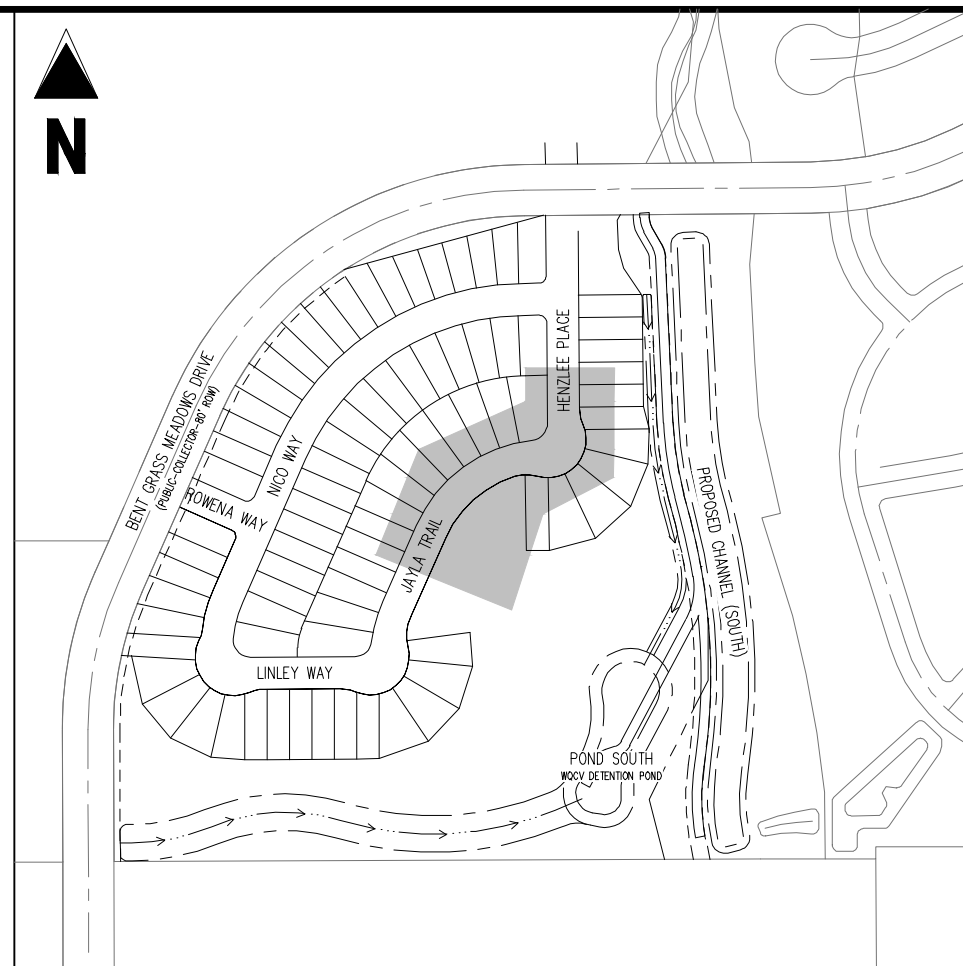 N
BENT GRASS MEADOWS DRIVE
(PUBLIC-COLLECTOR-80' ROW)
HENZLEE PLACE
NICO WAY
ROWENA WAY
JAYLA TRAIL
PROPOSED CHANNEL (SOUTH)
LINLEY WAY
POND SOUTH
WQCV DETENTION POND